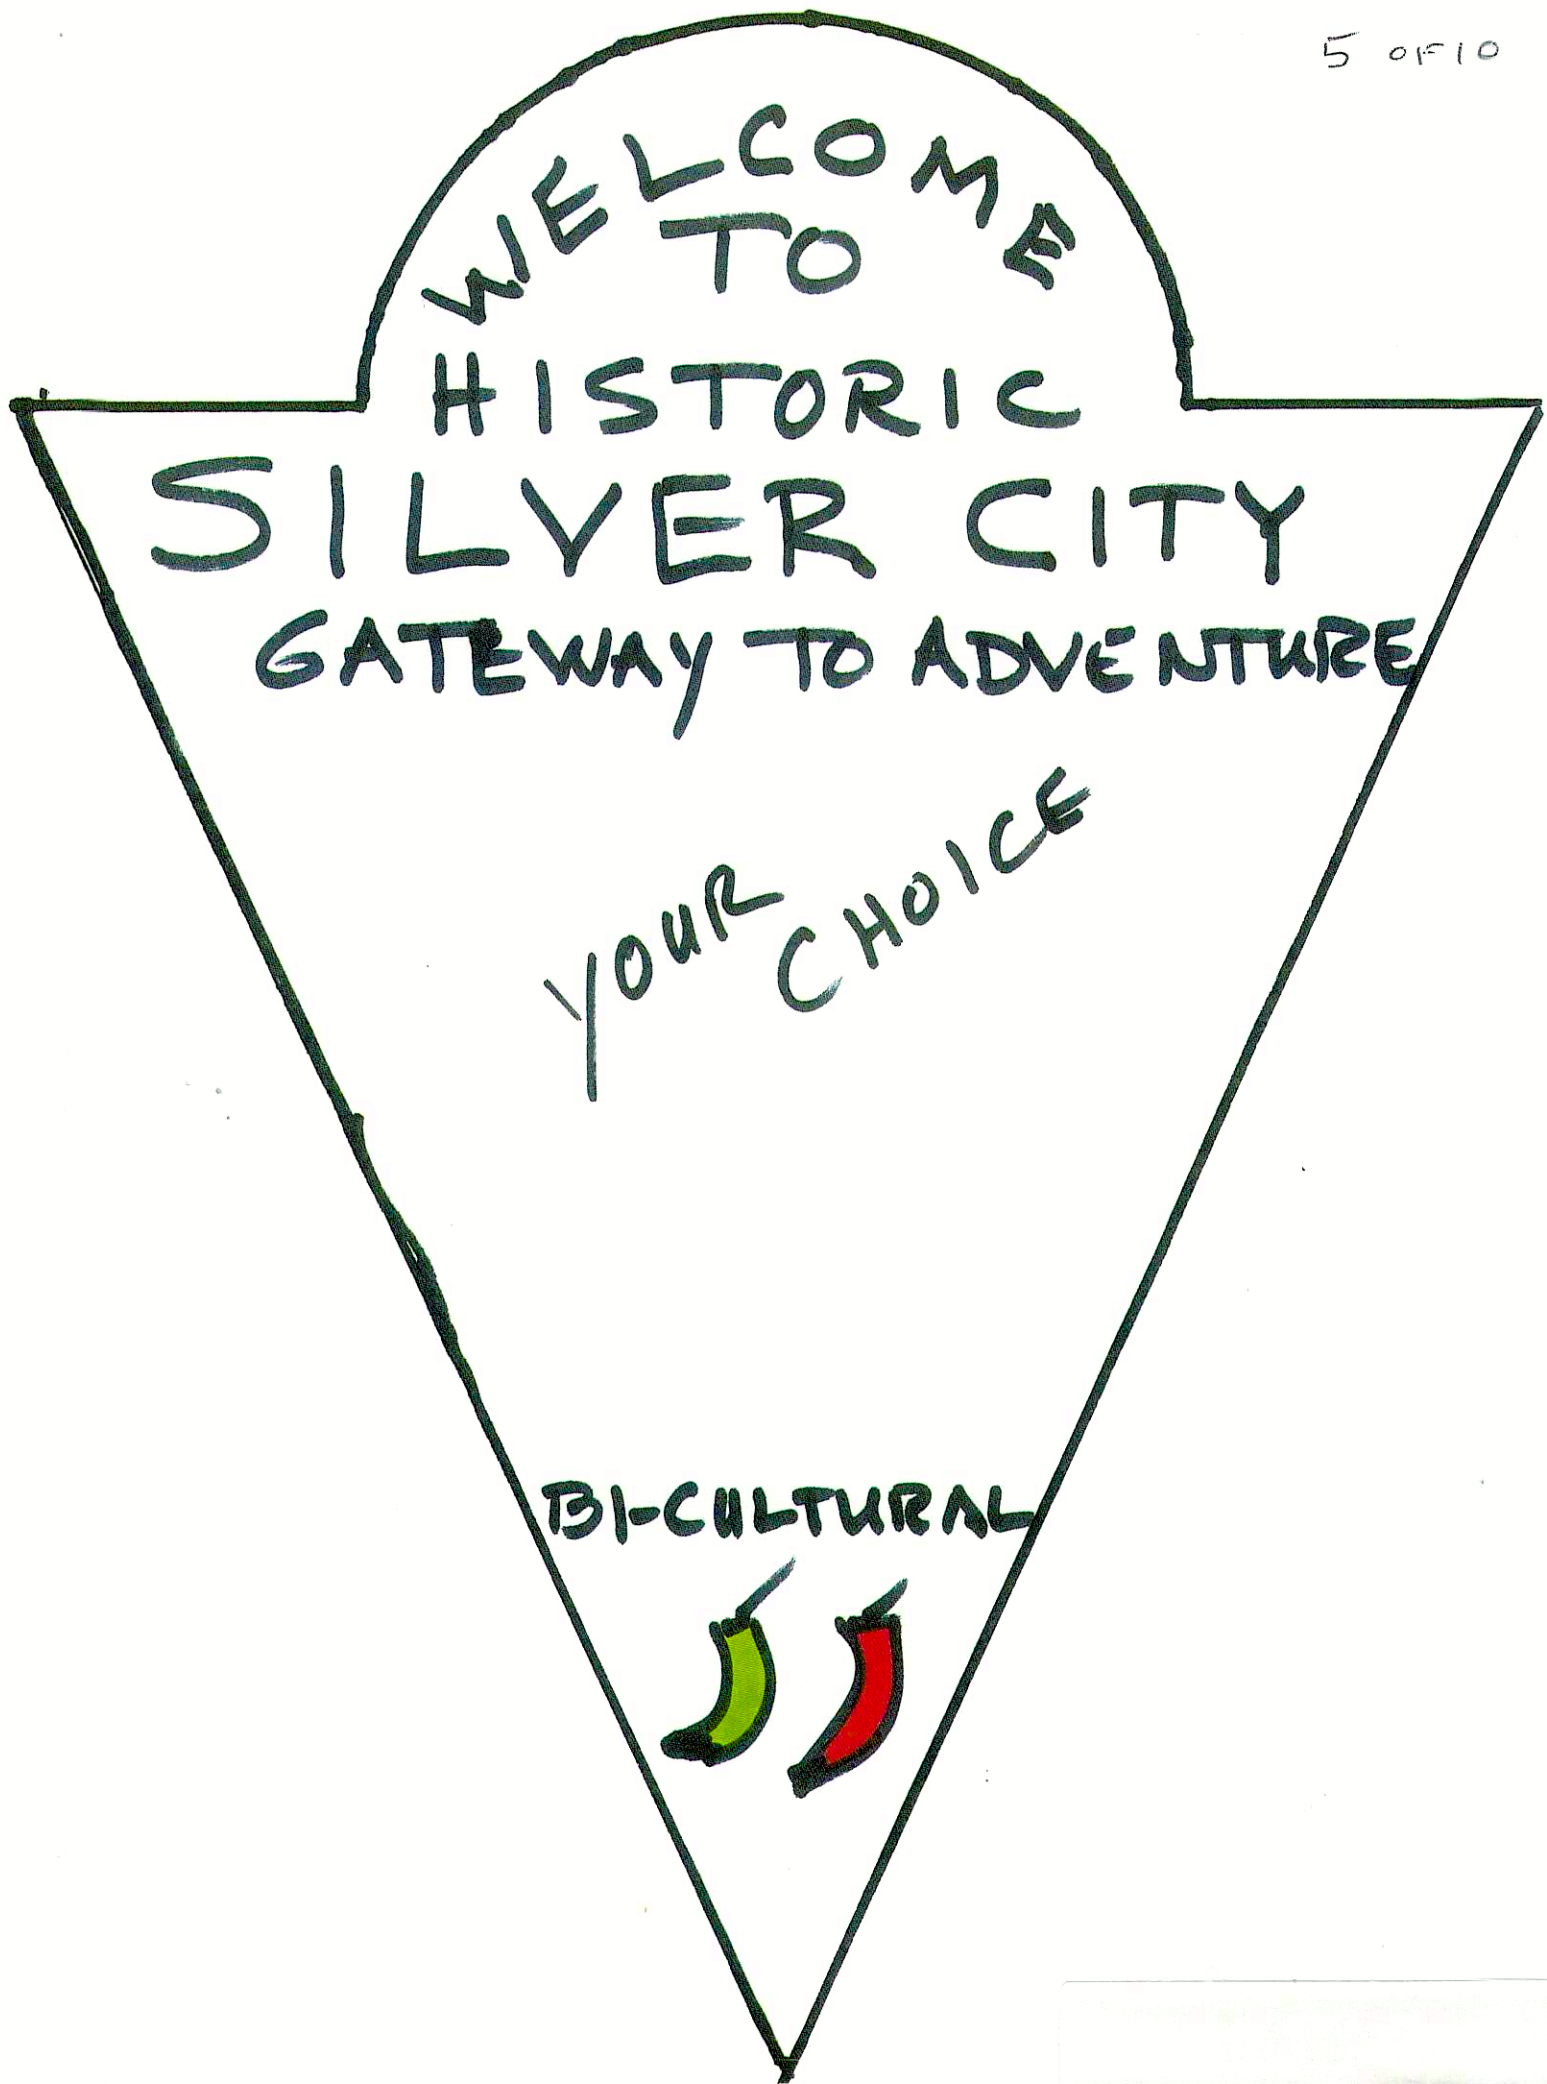 5 OF 10
WELCOME
TO
HISTORIC
SILVER CITY
GATEWAY TO ADVENTURE
YOUR CHOICE
BI-CULTURAL